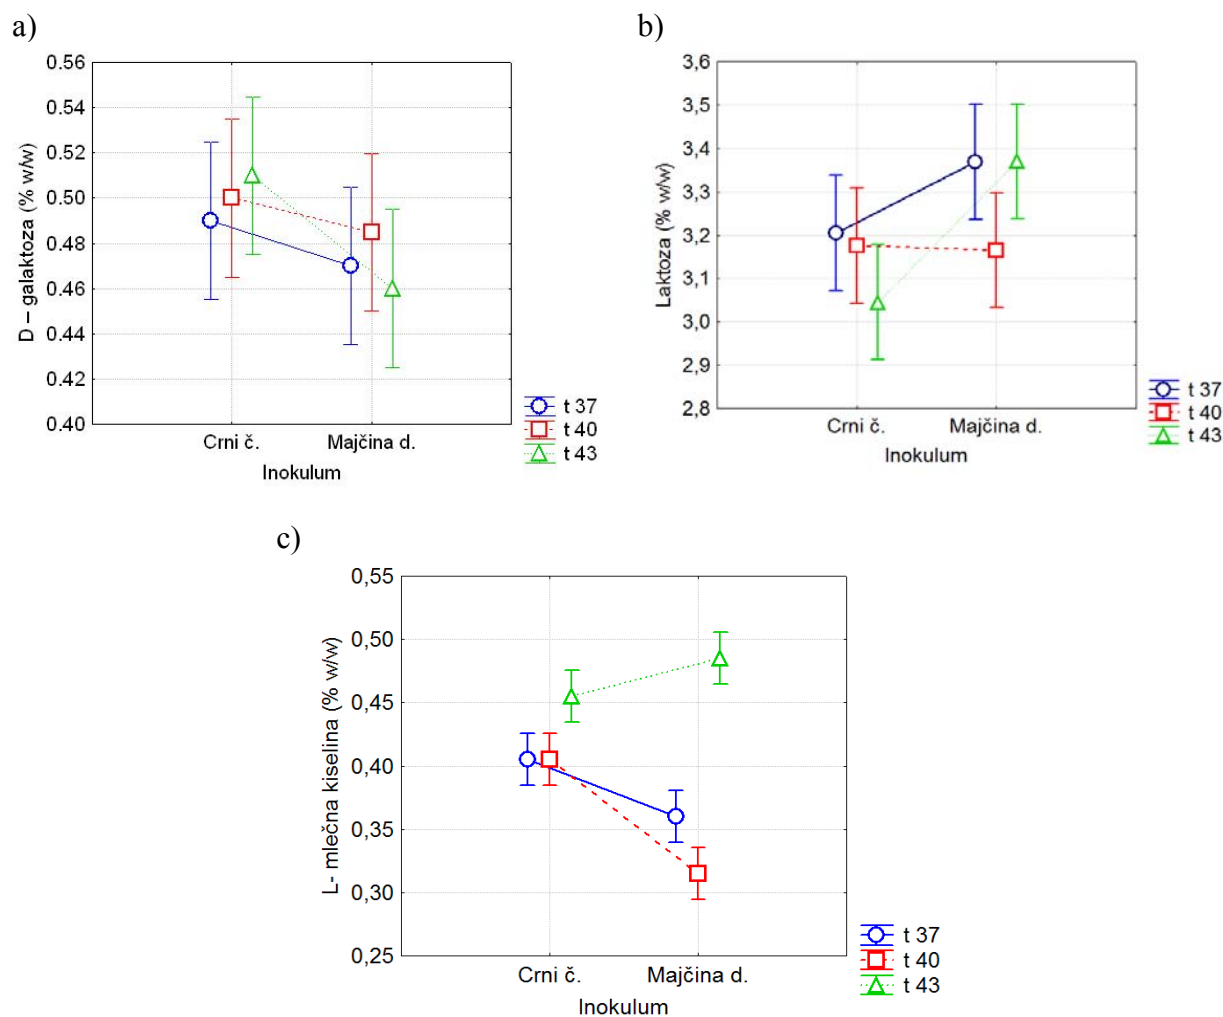 a)
0.56
0.54
0.52
0.50
0.48
0.46
0.44
0.42
0.40
D – galaktoza (% w/w)
Crni č.
Majčina d.
Inokulum
t 37
t 40
t 43
b)
3,6
3,5
3,4
3,3
3,2
3,1
3,0
2,9
2,8
Laktoza (% w/w)
Crni č.
Majčina d.
Inokulum
t 37
t 40
t 43
c)
0,55
0,50
0,45
0,40
0,35
0,30
0,25
L- mlečna kiselina (% w/w)
Crni č.
Majčina d.
Inokulum
t 37
t 40
t 43